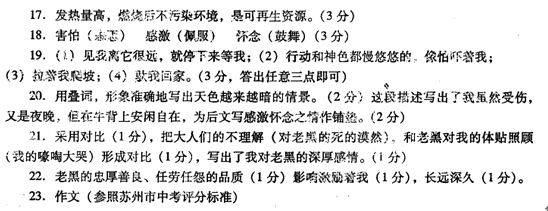 17. 发热量高，燃烧后不污染环境，是可再生资源。（3 分）
18. 害怕（忐忑） 感激（佩服） 怀念（鼓舞）（3 分）
19.（1）见我离它很远，就停下来等我；（2）行动和神色都慢悠悠的，像怕吓着我；
（3）拉着我爬坡；（4）驮我回家。（3 分，答出任意三点即可）
20. 用叠词，形象准确地写出天色越来越暗的情景。（2 分）这段描述写出了我虽然受伤，
又是夜晚，但在牛背上安闲自在，为后文写感激怀念之情作铺垫。（2 分）
21. 采用对比（1 分），把大人们的不理解（对老黑的死的漠然），和老黑对我的体贴照顾
（我的嚎啕大哭）形成对比（1 分），写出了我对老黑的深厚感情。（1 分）
22. 老黑的忠厚善良、任劳任怨的品质（1 分）影响激励着我（1 分），长远深久（1 分）。
23. 作文（参照苏州市中考评分标准）